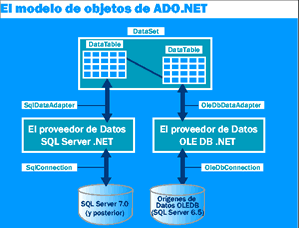 El modelo de objetos de ADO.NET
DataSet
DataTable
DataTable
SqlDataAdapter
OleDbDataAdapter
El proveedor de Datos
SQL Server .NET
El proveedor de Datos
OLE DB .NET
SqlConnection
OleDbConnection
SQL Server 7.0
(y posterior)
Orígenes de
Datos OLEDB
(SQL Server 6.5)